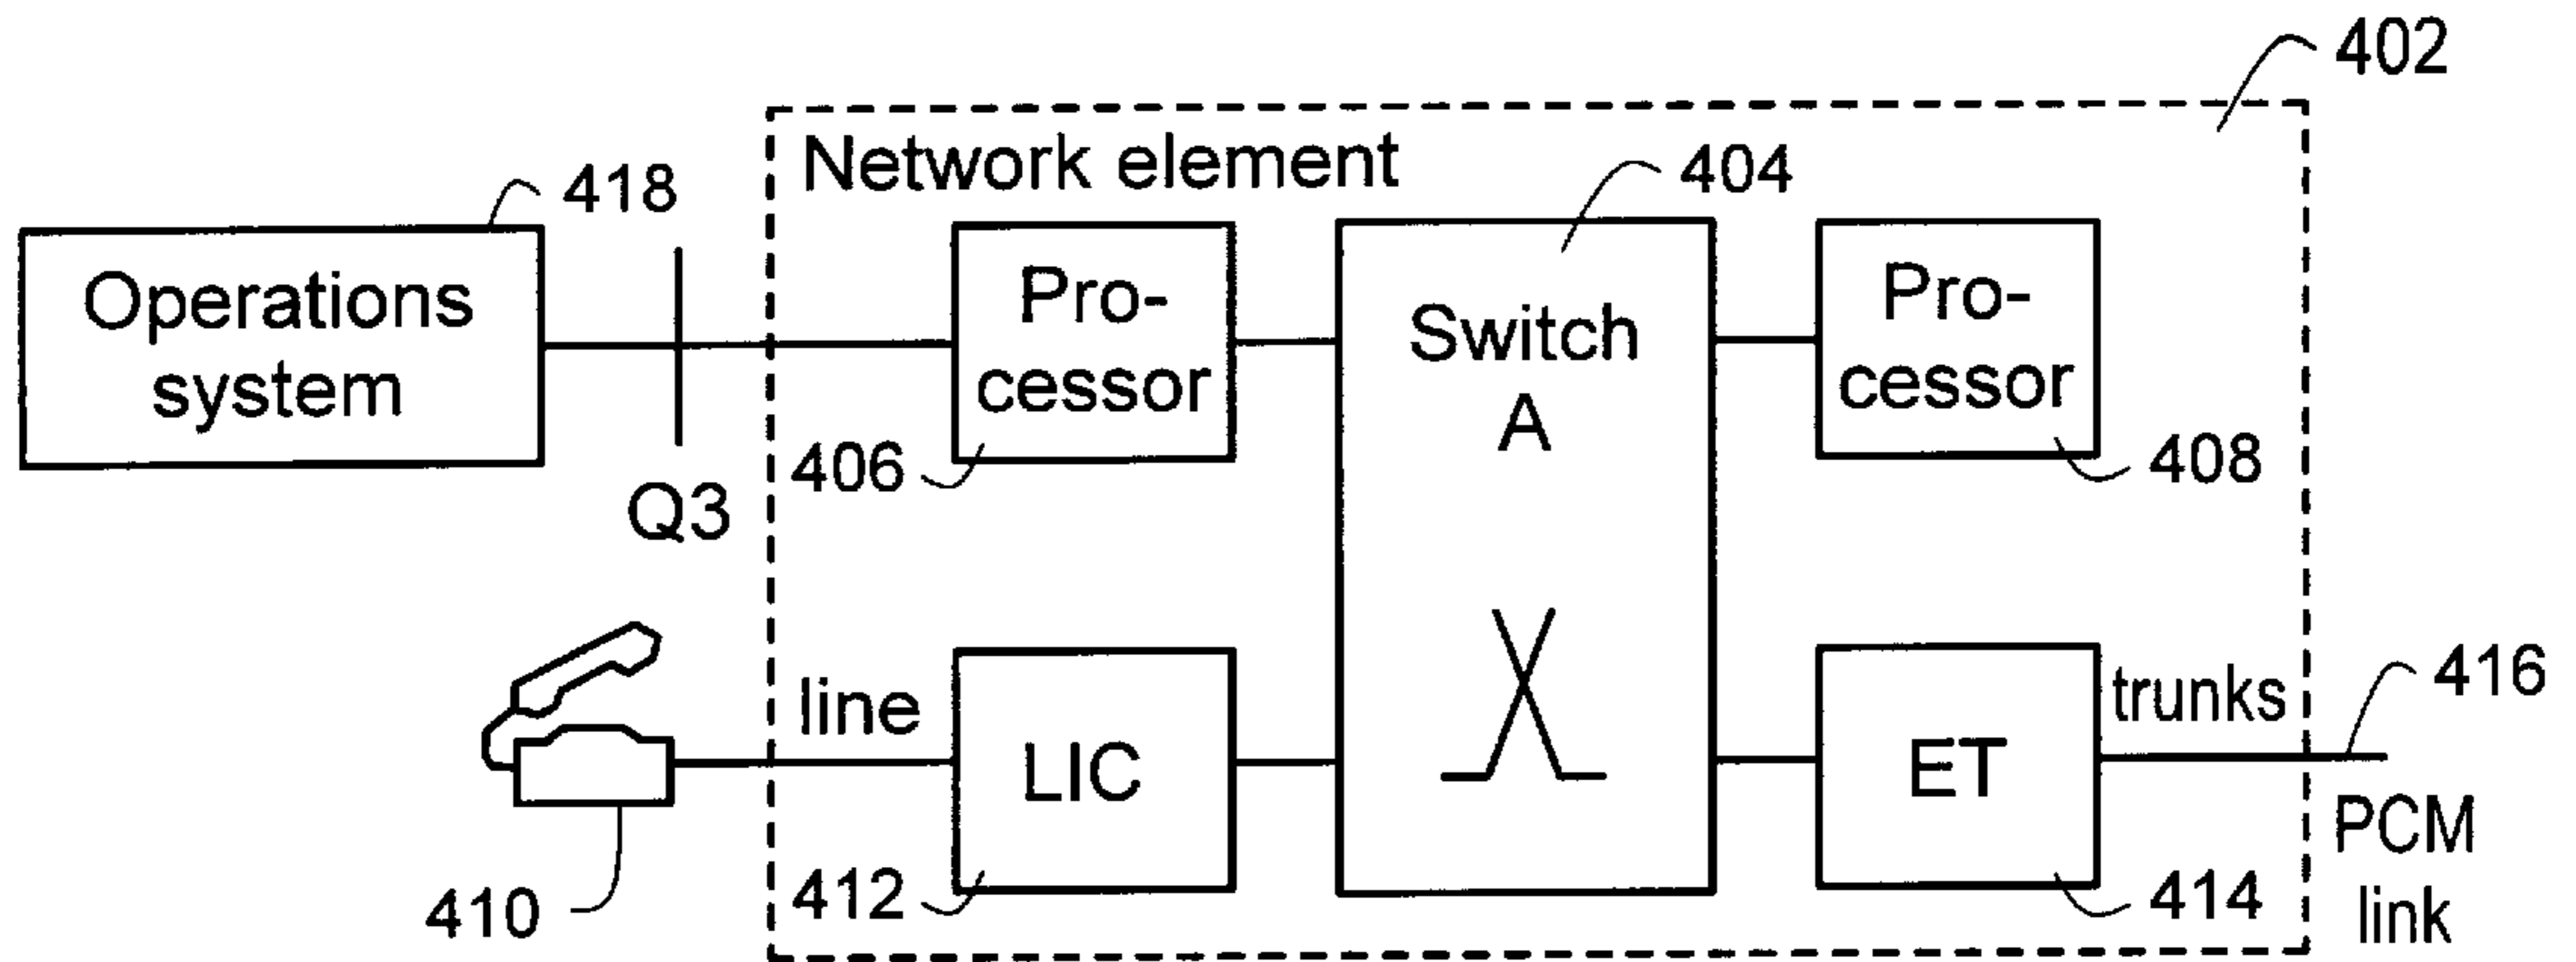 402
Network element
404
418
Operations
system
Pro-
cessor
406
Switch
A
Pro-
cessor
408
Q3
line
LIC
412
410
ET
414
trunks
416
PCM
link